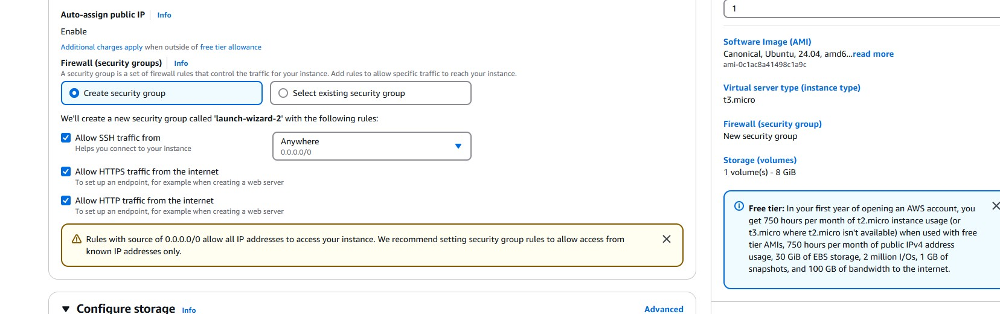 Auto-assign public IP Info
Enable
Additional charges apply when outside of free tier allowance
Firewall (security groups) Info
A security group is a set of firewall rules that control the traffic for your instance. Add rules to allow specific traffic to reach your instance.
Create security group
Select existing security group
We'll create a new security group called 'launch-wizard-2' with the following rules:
Allow SSH traffic from
Helps you connect to your instance
Anywhere
0.0.0.0/0
Allow HTTPS traffic from the internet
To set up an endpoint, for example when creating a web server
Allow HTTP traffic from the internet
To set up an endpoint, for example when creating a web server
Rules with source of 0.0.0.0/0 allow all IP addresses to access your instance. We recommend setting security group rules to allow access from
known IP addresses only.
Configure storage Info
Advanced
1
Software Image (AMI)
Canonical, Ubuntu, 24.04, amd6...read more
ami-0c1ac8a41498c1a9c
Virtual server type (instance type)
t3.micro
Firewall (security group)
New security group
Storage (volumes)
1 volume(s) - 8 GiB
Free tier: In your first year of opening an AWS account, you
get 750 hours per month of t2.micro instance usage (or
t3.micro where t2.micro isn't available) when used with free
tier AMIs, 750 hours per month of public IPv4 address
usage, 30 GiB of EBS storage, 2 million I/Os, 1 GB of
snapshots, and 100 GB of bandwidth to the internet.